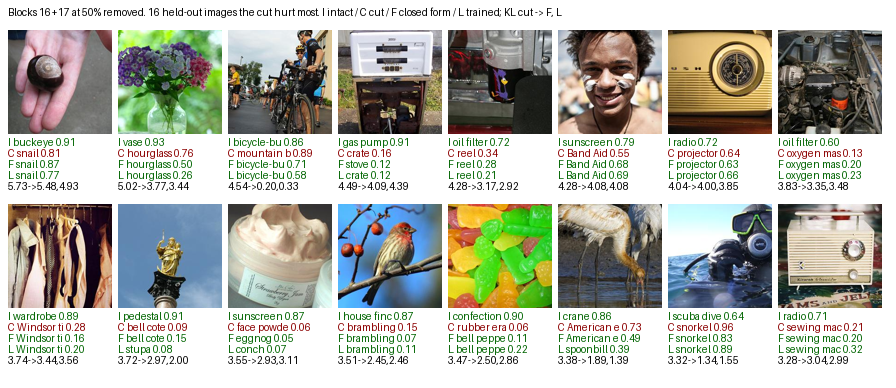 Blocks 16+17 at 50% removed. 16 held-out images the cut hurt most. I intact / C cut / F closed form / L trained; KL cut -> F, L
I buckeye 0.91
C snail 0.81
F snail 0.87
L snail 0.77
5.73->5.48,4.93
I vase 0.93
C hourglass 0.76
F hourglass 0.50
L hourglass 0.26
5.02->3.77,3.44
I bicycle-bu 0.86
C mountain b 0.89
F bicycle-bu 0.71
L bicycle-bu 0.58
4.54->0.20,0.33
I gas pump 0.91
C crate 0.16
F stove 0.12
L crate 0.12
4.49->4.09,4.39
I oil filter 0.72
C reel 0.34
F reel 0.28
L reel 0.21
4.28->3.17,2.92
I sunscreen 0.79
C Band Aid 0.55
F Band Aid 0.68
L Band Aid 0.69
4.28->4.08,4.08
I radio 0.72
C projector 0.64
F projector 0.63
L projector 0.66
4.04->4.00,3.85
I oil filter 0.60
C oxygen mas 0.13
F oxygen mas 0.20
L oxygen mas 0.23
3.83->3.35,3.48
I wardrobe 0.89
C Windsor ti 0.28
F Windsor ti 0.16
L Windsor ti 0.20
3.74->3.44,3.56
I pedestal 0.91
C bell cote 0.09
F bell cote 0.15
L stupa 0.08
3.72->2.97,2.00
I sunscreen 0.87
C face powde 0.06
F eggnog 0.05
L conch 0.07
3.55->2.93,3.11
I house finc 0.87
C brambling 0.15
F brambling 0.07
L brambling 0.11
3.51->2.45,2.46
I confection 0.90
C rubber era 0.06
F bell peppe 0.11
L bell peppe 0.22
3.47->2.50,2.86
I crane 0.86
C American e 0.73
F American e 0.49
L spoonbill 0.39
3.38->1.89,1.39
I scuba dive 0.64
C snorkel 0.96
F snorkel 0.83
L snorkel 0.89
3.32->1.34,1.55
I radio 0.71
C sewing mac 0.21
F sewing mac 0.20
L sewing mac 0.32
3.28->3.04,2.99